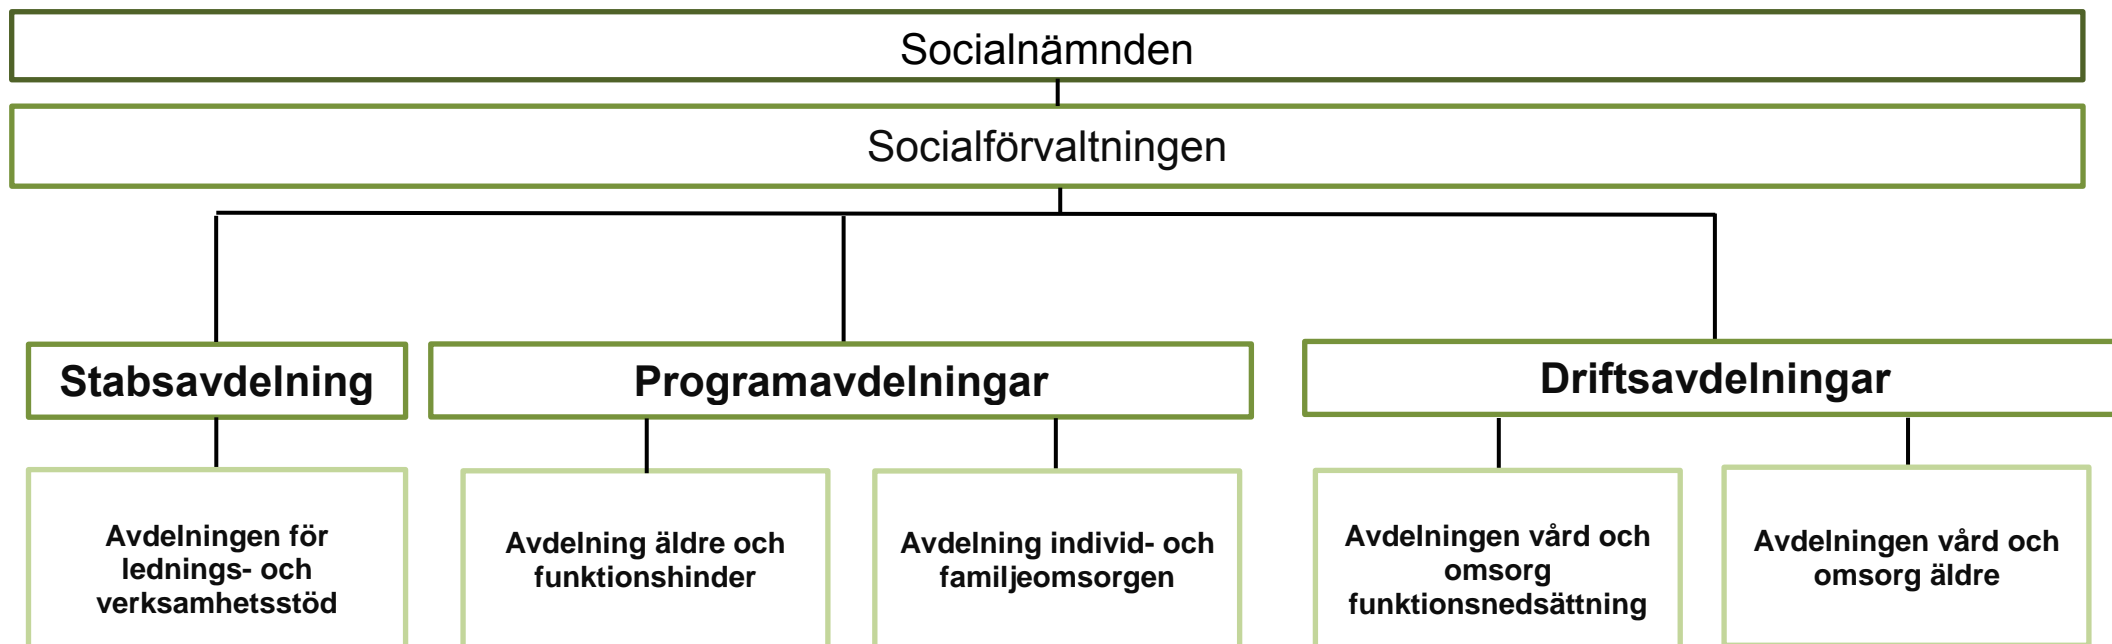 Socialnämnden
Socialförvaltningen
Stabsavdelning
Programavdelningar
Driftsavdelningar
Avdelningen för
lednings- och
verksamhetsstöd
Avdelning äldre och
funktionshinder
Avdelning individ- och
familjeomsorgen
Avdelningen vård och
omsorg
funktionsnedsättning
Avdelningen vård och
omsorg äldre